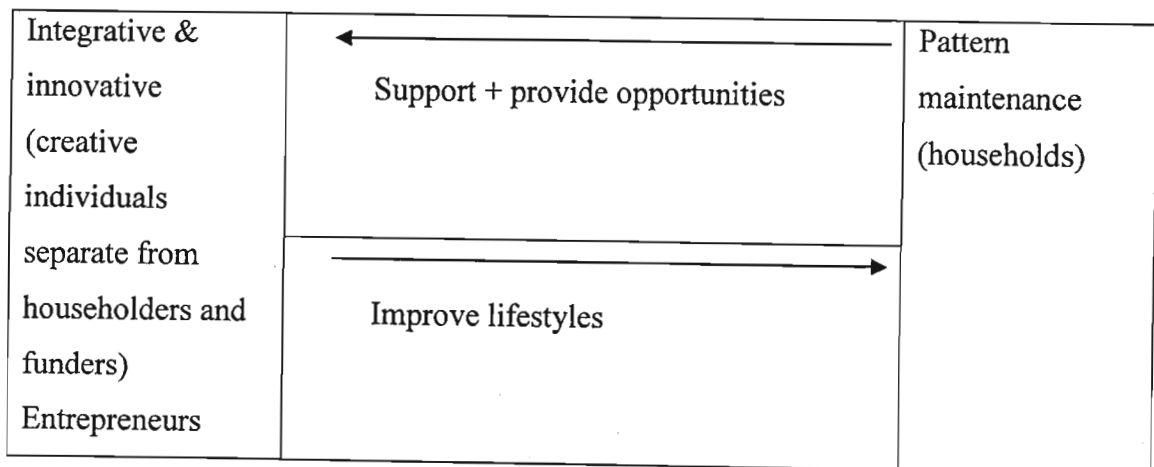 Integrative &
innovative
(creative
individuals
separate from
householders and
funders)
Entrepreneurs
Support + provide opportunities
Improve lifestyles
Pattern
maintenance
(households)